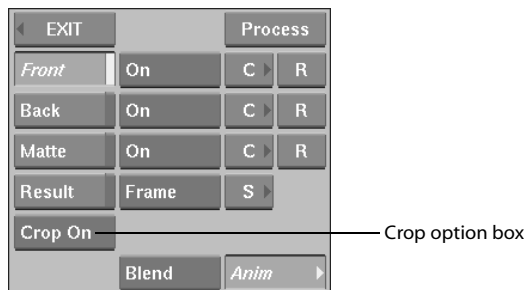 EXIT Process
Front On C R
Back On C R
Matte On C R
Result Frame S
Crop On Crop option box
Blend Anim